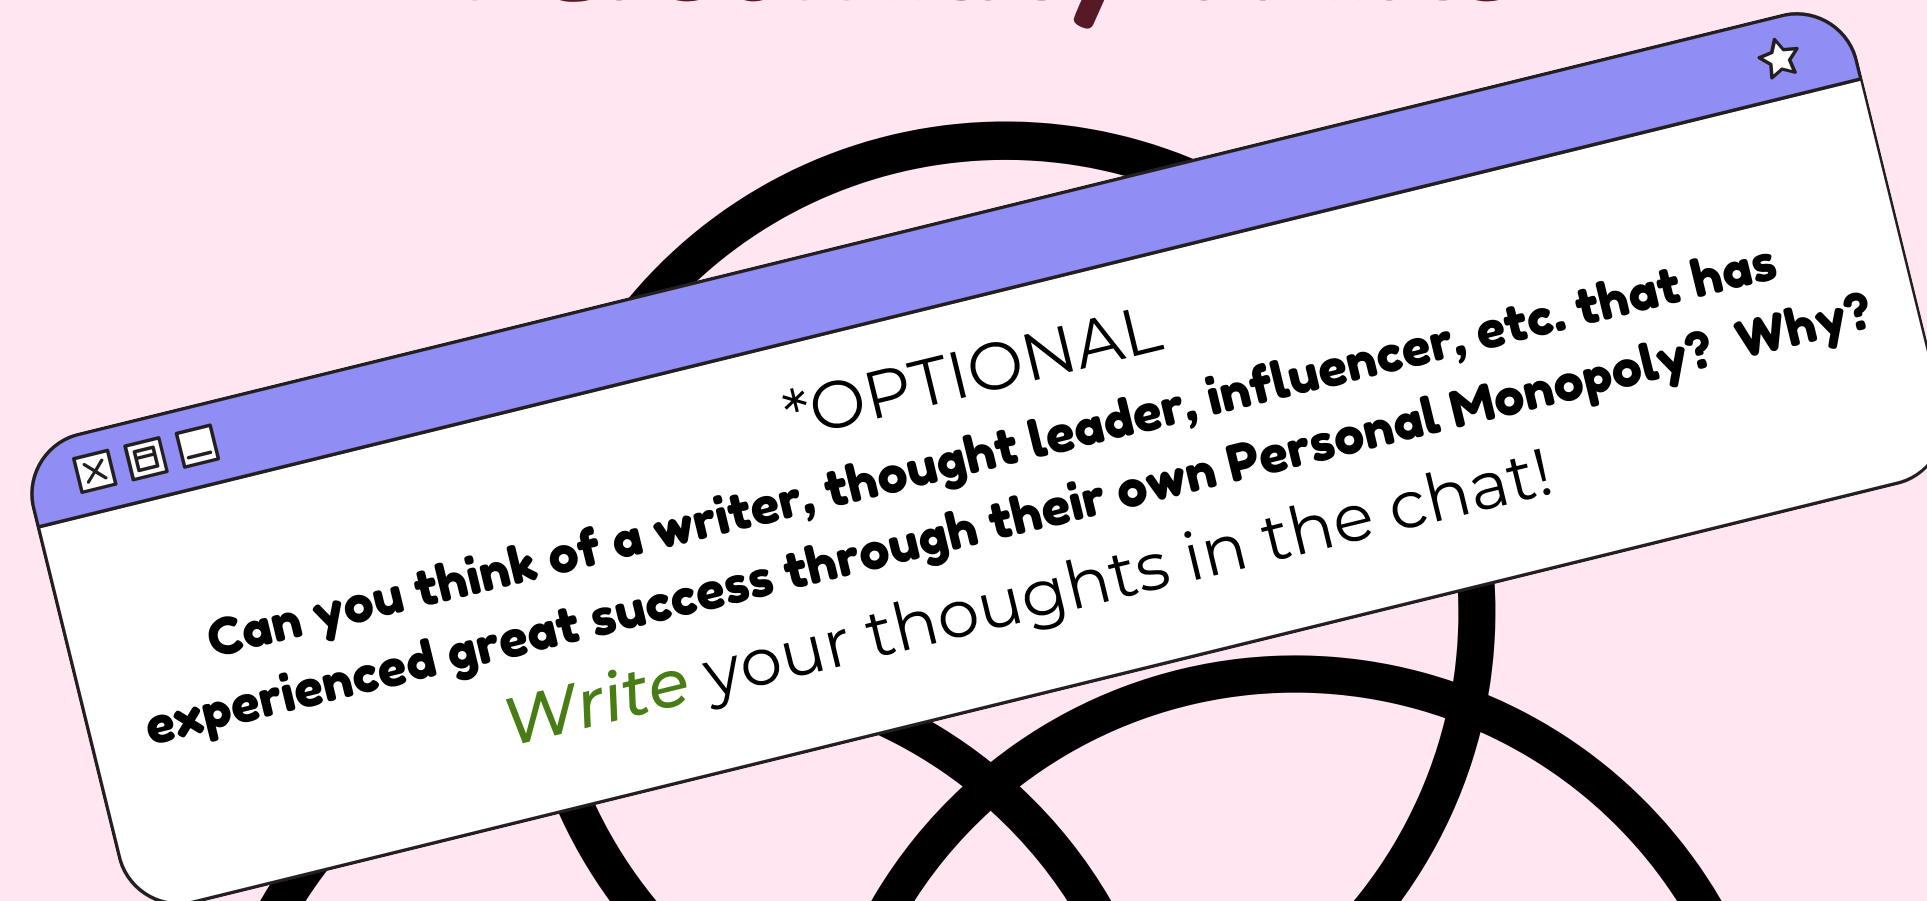 *OPTIONAL
Can you think of a writer, thought leader, influencer, etc. that has
experienced great success through their own Personal Monopoly?  Why?
Write your thoughts in the chat!